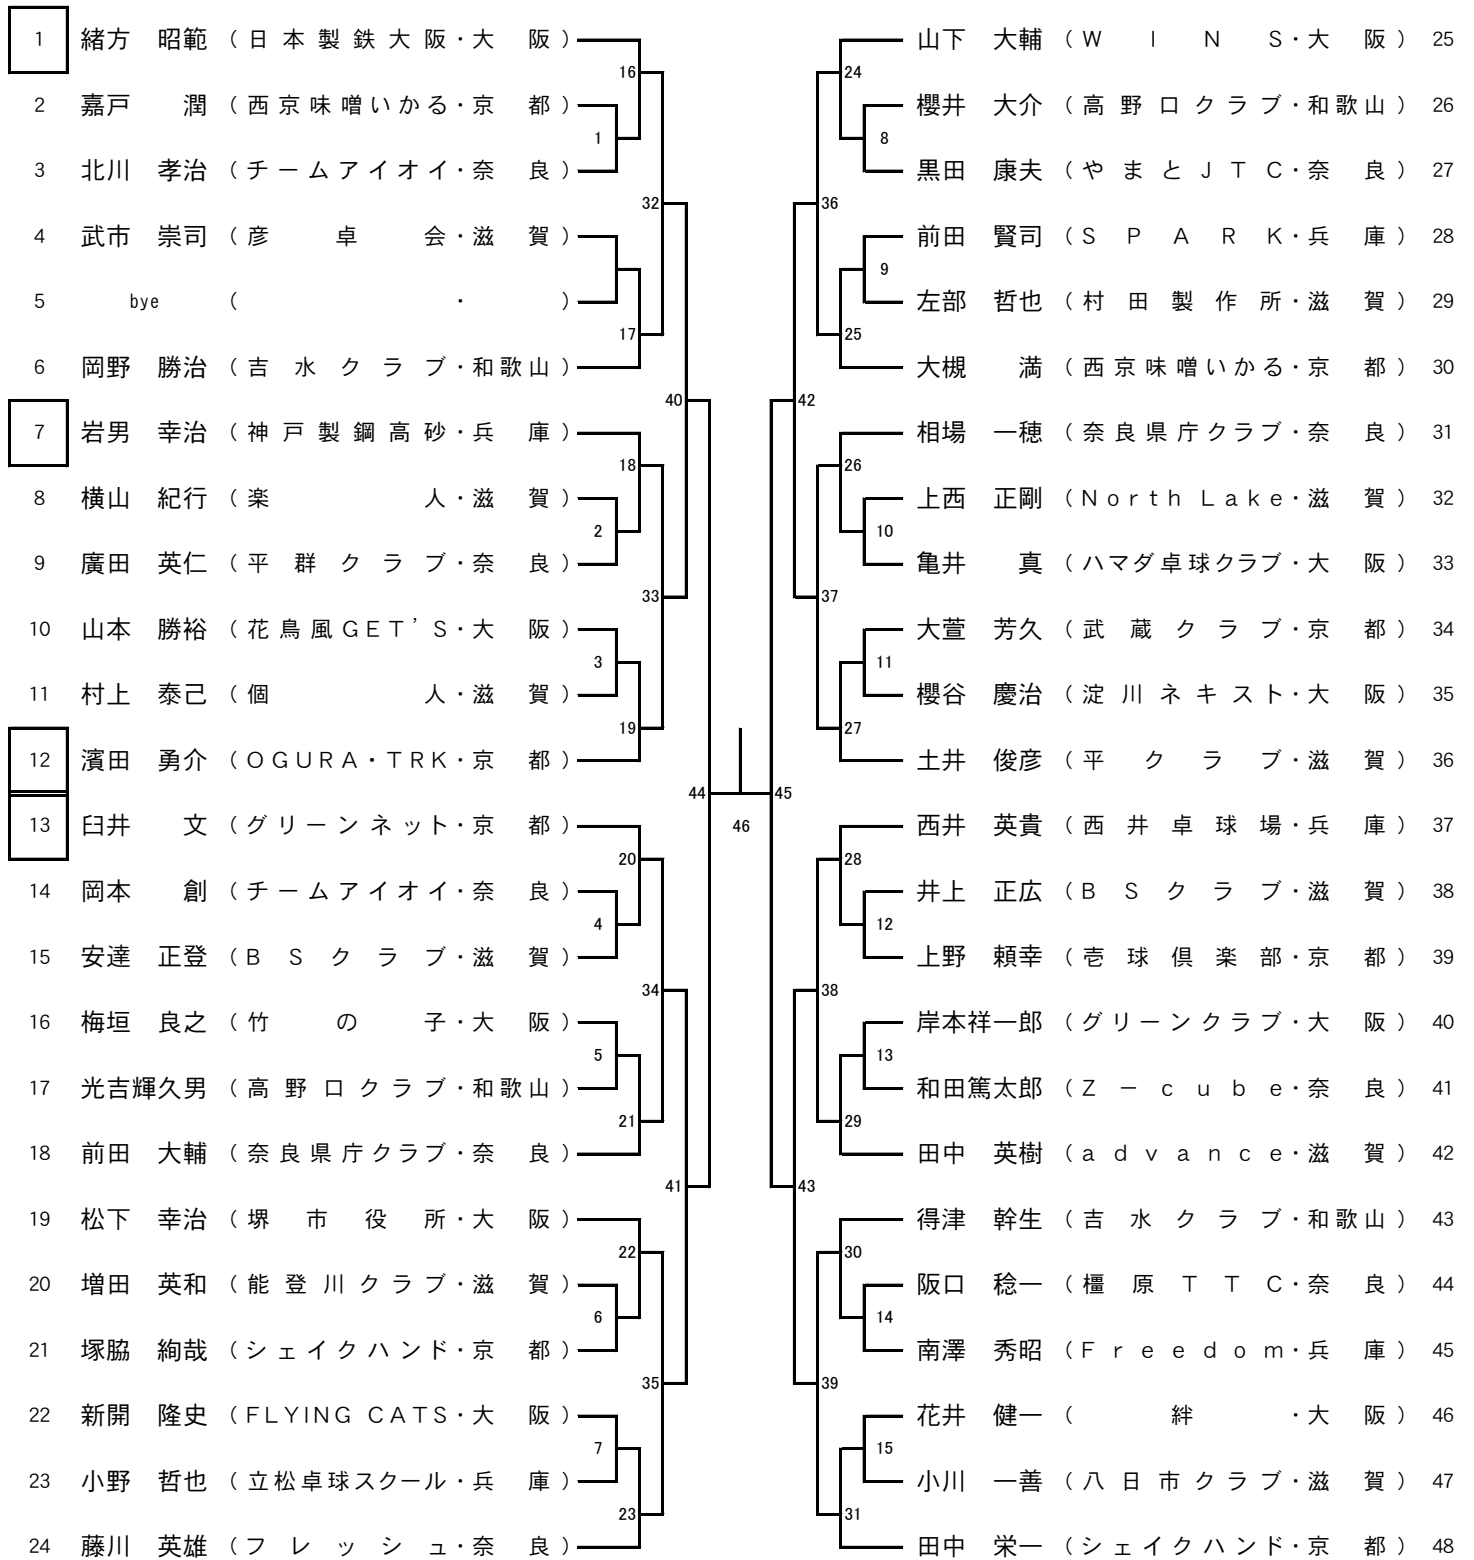 1 緒方 昭範 (日本製鉄大阪・大阪)
2 嘉戸 潤 (西京味噌いかる・京都)
3 北川 孝治 (チームアイオイ・奈良)
4 武市 崇司 (彦卓会・滋賀)
5 bye ( ・ )
6 岡野 勝治 (吉水クラブ・和歌山)
7 岩男 幸治 (神戸製鋼高砂・兵庫)
8 横山 紀行 (楽人・滋賀)
9 廣田 英仁 (平群クラブ・奈良)
10 山本 勝裕 (花鳥風GET'S・大阪)
11 村上 泰己 (個人・滋賀)
12 濱田 勇介 (OGURA・TRK・京都)
13 臼井 文 (グリーンネット・京都)
14 岡本 創 (チームアイオイ・奈良)
15 安達 正登 (BSクラブ・滋賀)
16 梅垣 良之 (竹の子・大阪)
17 光吉輝久男 (高野口クラブ・和歌山)
18 前田 大輔 (奈良県庁クラブ・奈良)
19 松下 幸治 (堺市役所・大阪)
20 増田 英和 (能登川クラブ・滋賀)
21 塚脇 絢哉 (シェイクハンド・京都)
22 新開 隆史 (FLYING CATS・大阪)
23 小野 哲也 (立松卓球スクール・兵庫)
24 藤川 英雄 (フレッシュ・奈良)
16
1
32
17
40
18
2
33
3
19
44
20
4
34
5
21
41
22
6
35
7
23
46
45
24
8
36
9
25
42
26
10
37
11
27
28
12
38
13
29
43
30
14
39
15
31
山下 大輔 (WINS・大阪) 25
櫻井 大介 (高野口クラブ・和歌山) 26
黒田 康夫 (やまとJTC・奈良) 27
前田 賢司 (SPARK・兵庫) 28
左部 哲也 (村田製作所・滋賀) 29
大槻 満 (西京味噌いかる・京都) 30
相場 一穂 (奈良県庁クラブ・奈良) 31
上西 正剛 (North Lake・滋賀) 32
亀井 真 (ハマダ卓球クラブ・大阪) 33
大萱 芳久 (武蔵クラブ・京都) 34
櫻谷 慶治 (淀川ネキスト・大阪) 35
土井 俊彦 (平クラブ・滋賀) 36
西井 英貴 (西井卓球場・兵庫) 37
井上 正広 (BSクラブ・滋賀) 38
上野 頼幸 (壱球倶楽部・京都) 39
岸本祥一郎 (グリーンクラブ・大阪) 40
和田篤太郎 (Z-cube・奈良) 41
田中 英樹 (advance・滋賀) 42
得津 幹生 (吉水クラブ・和歌山) 43
阪口 稔一 (橿原TTC・奈良) 44
南澤 秀昭 (Freedom・兵庫) 45
花井 健一 (絆・大阪) 46
小川 一善 (八日市クラブ・滋賀) 47
田中 栄一 (シェイクハンド・京都) 48